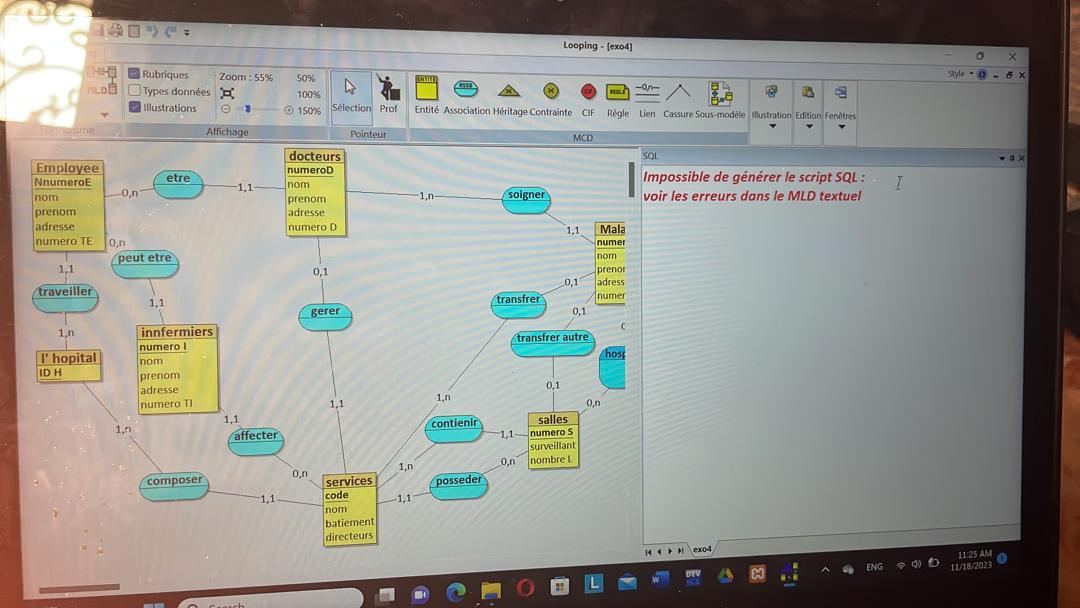 Looping - [exo4]
Style
Rubriques
Types données
Illustrations
Zoom : 55%
50%
100%
150%
Affichage
Sélection
Prof
Pointeur
Entité
Association
Héritage
Contrainte
CIF
Règle
Lien
Cassure
Sous-modèle
MCD
Illustration
Edition
Fenêtres
ENTITÉ
ASSO
CIF
REGLE
0,n
MLD
Employee
NnumeroE
nom
prenom
adresse
numero TE
0,n
etre
1,1
docteurs
numeroD
nom
prenom
adresse
numero D
1,n
soigner
1,1
Mala
numer
nom
prenor
adress
numer
0,n
peut etre
1,1
1,1
traveiller
1,n
l' hopital
ID H
innfermiers
numero I
nom
prenom
adresse
numero TI
0,1
gerer
1,1
transfrer
0,1
1,n
0,1
transfrer autre
0,1
hosp
0,n
salles
numero S
surveillant
nombre L
1,n
composer
1,1
1,1
affecter
0,n
services
code
nom
batiement
directeurs
1,n
contienir
1,1
1,1
posseder
0,n
SQL
Impossible de générer le script SQL :
voir les erreurs dans le MLD textuel
exo4
Search
ENG
11:25 AM
11/18/2023